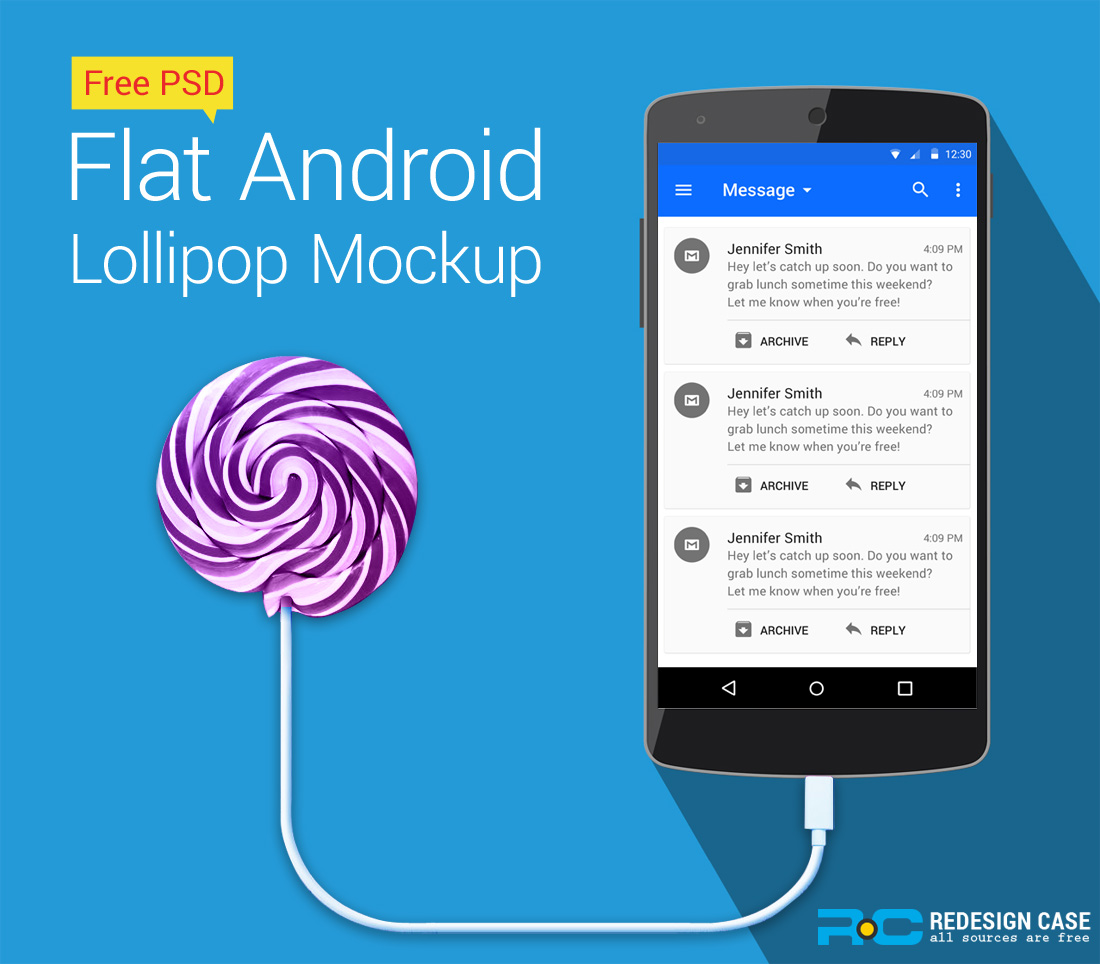 Free PSD
Flat Android
Lollipop Mockup
12:30
Message
Jennifer Smith 4:09 PM
Hey let's catch up soon. Do you want to
grab lunch sometime this weekend?
Let me know when you're free!
ARCHIVE REPLY
Jennifer Smith 4:09 PM
Hey let's catch up soon. Do you want to
grab lunch sometime this weekend?
Let me know when you're free!
ARCHIVE REPLY
Jennifer Smith 4:09 PM
Hey let's catch up soon. Do you want to
grab lunch sometime this weekend?
Let me know when you're free!
ARCHIVE REPLY
RC REDESIGN CASE
all sources are free